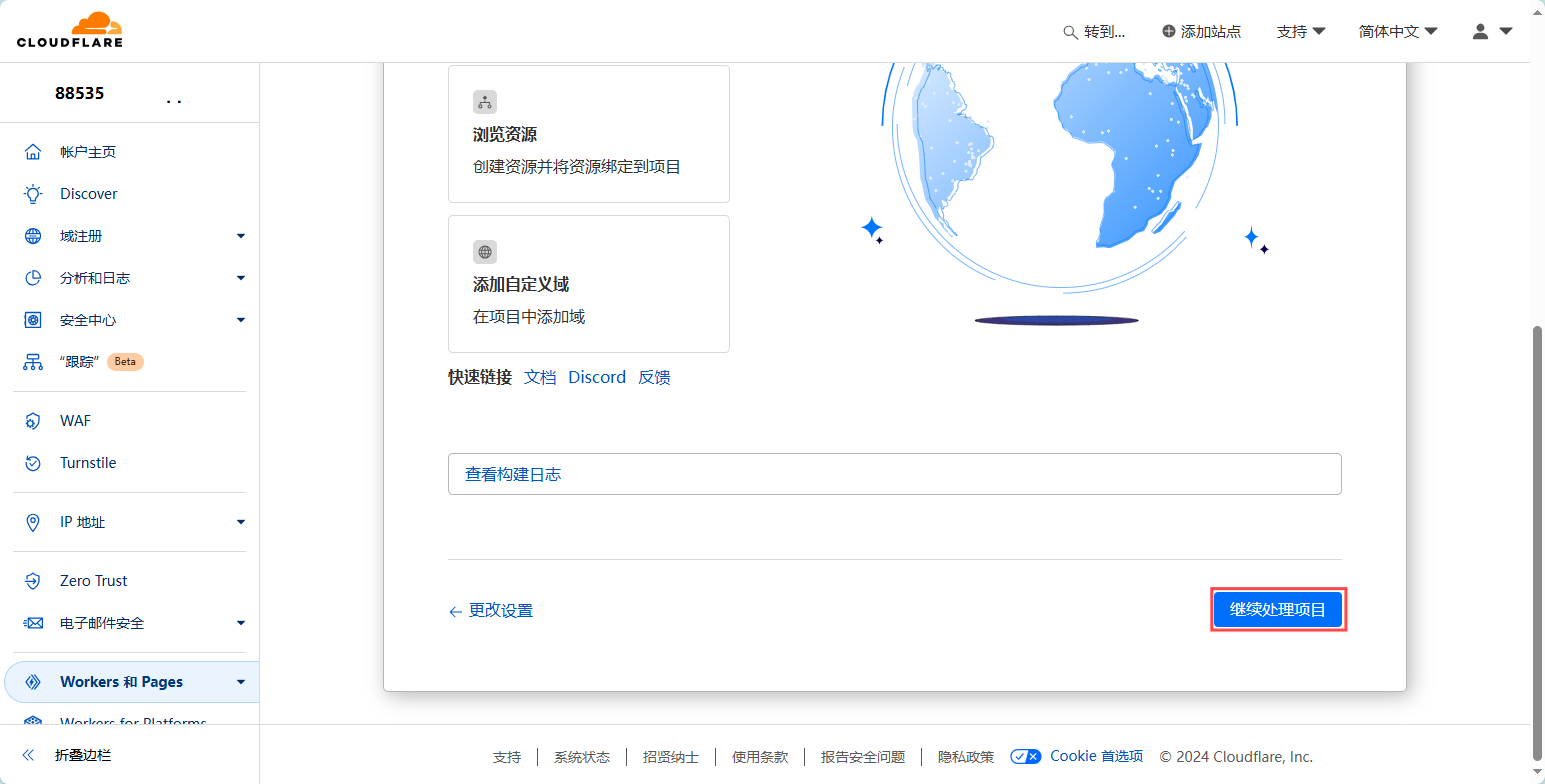 CLOUDFLARE
转到...
添加站点
支持
简体中文
88535
. .
帐户主页
Discover
域注册
分析和日志
安全中心
“跟踪” Beta
WAF
Turnstile
IP 地址
Zero Trust
电子邮件安全
Workers 和 Pages
Workers for Platforms
折叠边栏
浏览资源
创建资源并将资源绑定到项目
添加自定义域
在项目中添加域
快速链接 文档 Discord 反馈
查看构建日志
← 更改设置
继续处理项目
支持 系统状态 招贤纳士 使用条款 报告安全问题 隐私政策 Cookie 首选项 © 2024 Cloudflare, Inc.